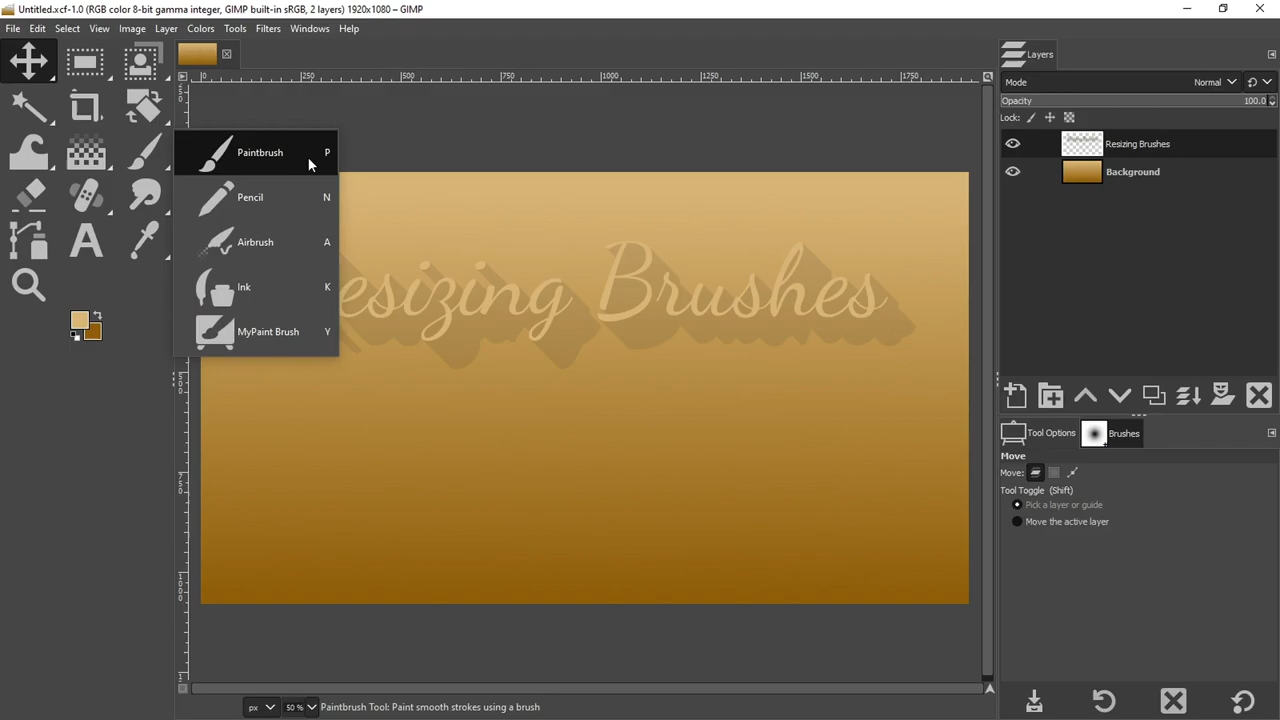 Untitled.xcf-1.0 (RGB color 8-bit gamma integer, GIMP built-in sRGB, 2 layers) 1920x1080 – GIMP
File Edit Select View Image Layer Colors Tools Filters Windows Help
Layers
Mode Normal
Opacity 100.0
Lock:
Resizing Brushes
Background
0 250 500 750 1000 1250 1500 1750
Paintbrush P
Pencil N
Airbrush A
Ink K
MyPaint Brush Y
esizing Brushes
500
750
1000
Tool Options Brushes
Move
Move:
Tool Toggle (Shift)
Pick a layer or guide
Move the active layer
px 50 % Paintbrush Tool: Paint smooth strokes using a brush